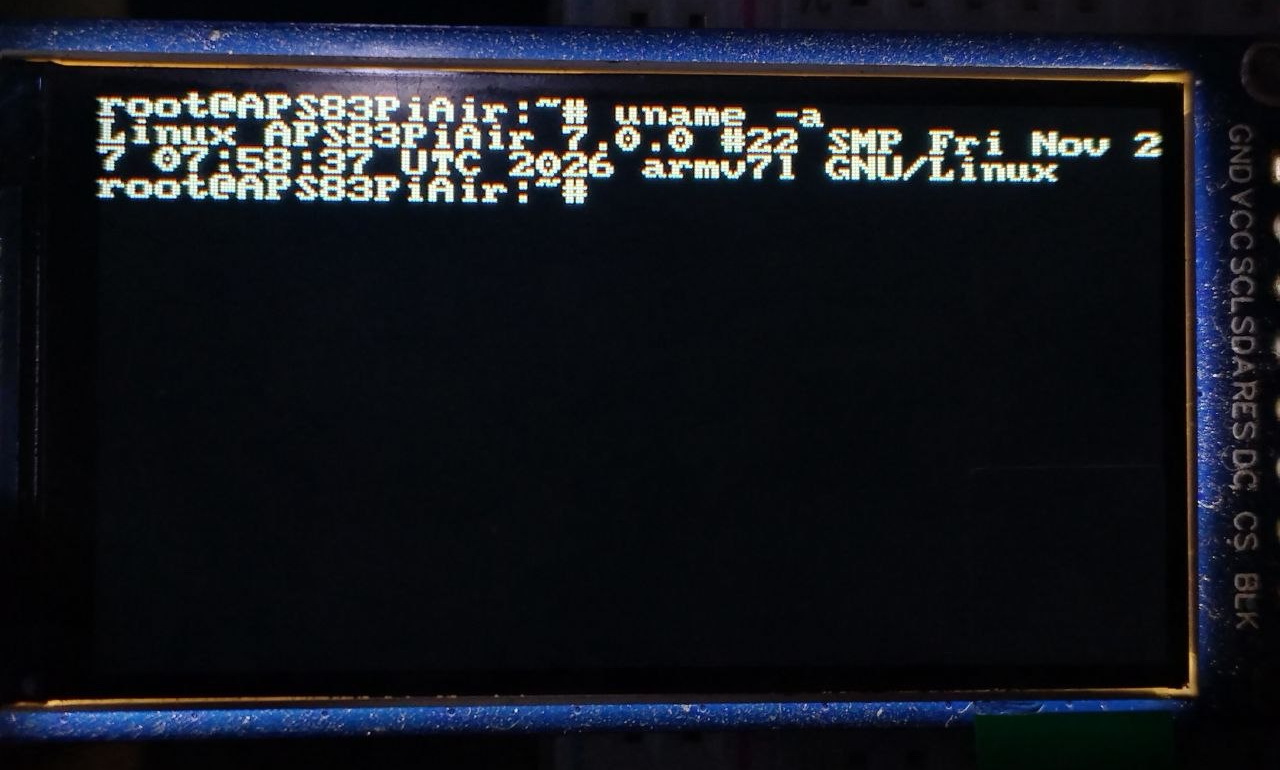 root@APS83PiAir:~# uname -a
Linux APS83PiAir 7.0.0 #22 SMP Fri Nov 2
7 07:58:37 UTC 2026 armv7l GNU/Linux
root@APS83PiAir:~#
GND VCC SCL SDA RES DC CS BLK